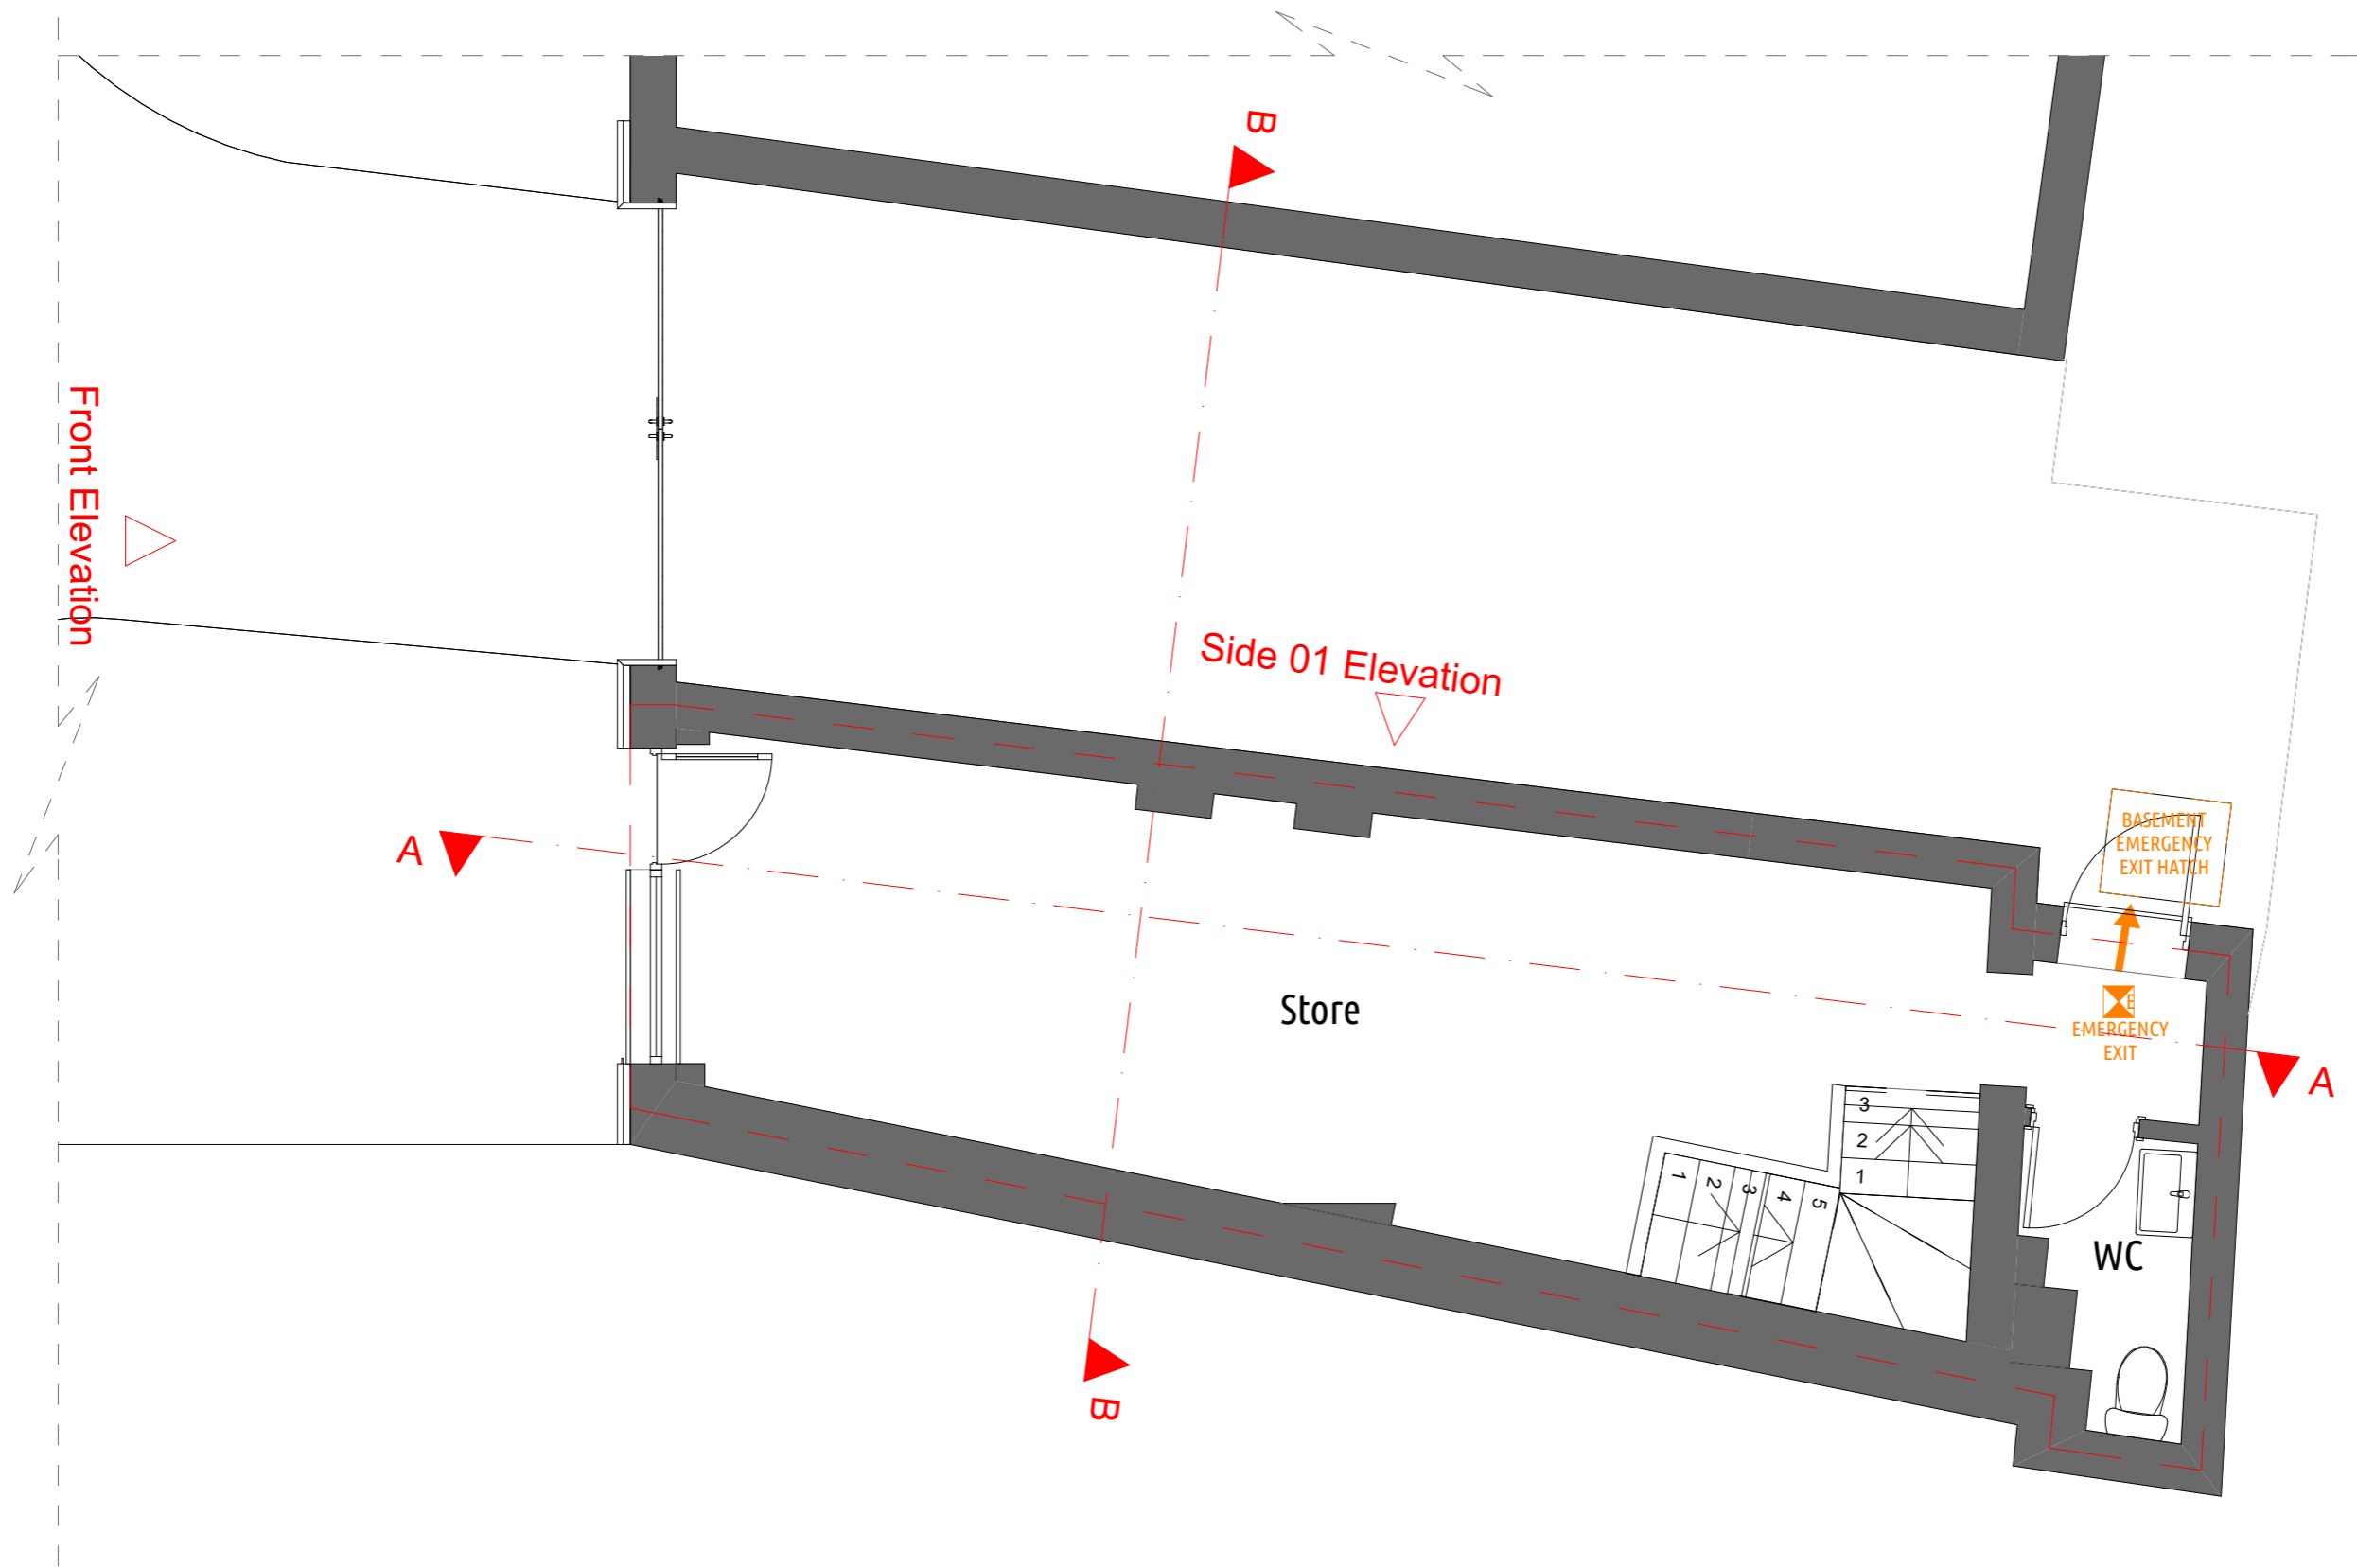 B
Front Elevation
Side 01 Elevation
A
BASEMENT
EMERGENCY
EXIT HATCH
Store
E
EMERGENCY
EXIT
A
3
2
1
1
2
3
4
5
WC
B